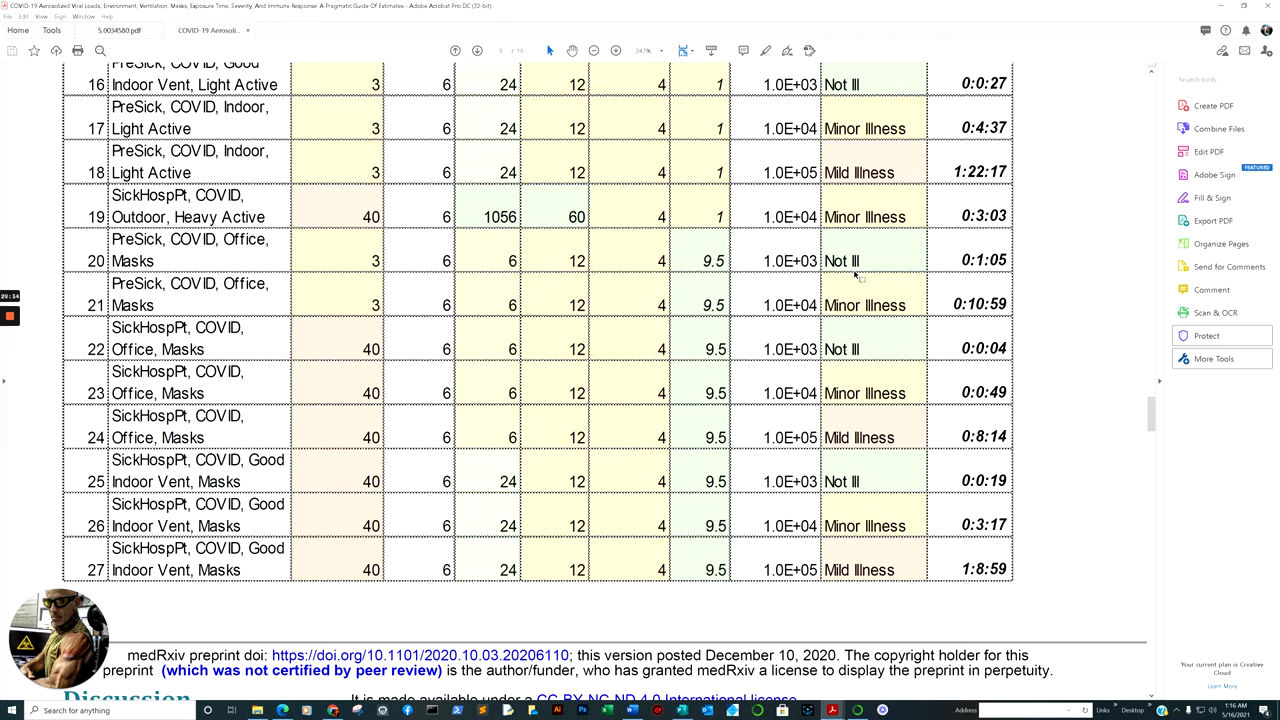 COVID-19 Aerosolized Viral Loads, Environment, Ventilation, Masks, Exposure Time, Severity, And Immune Response: A Pragmatic Guide Of Estimates - Adobe Acrobat Pro DC (32-bit)
File Edit View Sign Window Help
Home Tools 5.0034580.pdf COVID-19 Aerosoli... ×
9 / 16 247%
Search tools
PreSick, COVID, Good
16 Indoor Vent, Light Active 3 6 24 12 4 1 1.0E+03 Not Ill 0:0:27
PreSick, COVID, Indoor,
17 Light Active 3 6 24 12 4 1 1.0E+04 Minor Illness 0:4:37
PreSick, COVID, Indoor,
18 Light Active 3 6 24 12 4 1 1.0E+05 Mild Illness 1:22:17
SickHospPt, COVID,
19 Outdoor, Heavy Active 40 6 1056 60 4 1 1.0E+04 Minor Illness 0:3:03
PreSick, COVID, Office,
20 Masks 3 6 6 12 4 9.5 1.0E+03 Not Ill 0:1:05
PreSick, COVID, Office,
21 Masks 3 6 6 12 4 9.5 1.0E+04 Minor Illness 0:10:59
SickHospPt, COVID,
22 Office, Masks 40 6 6 12 4 9.5 1.0E+03 Not Ill 0:0:04
SickHospPt, COVID,
23 Office, Masks 40 6 6 12 4 9.5 1.0E+04 Minor Illness 0:0:49
SickHospPt, COVID,
24 Office, Masks 40 6 6 12 4 9.5 1.0E+05 Mild Illness 0:8:14
SickHospPt, COVID, Good
25 Indoor Vent, Masks 40 6 24 12 4 9.5 1.0E+03 Not Ill 0:0:19
SickHospPt, COVID, Good
26 Indoor Vent, Masks 40 6 24 12 4 9.5 1.0E+04 Minor Illness 0:3:17
SickHospPt, COVID, Good
27 Indoor Vent, Masks 40 6 24 12 4 9.5 1.0E+05 Mild Illness 1:8:59
medRxiv preprint doi: https://doi.org/10.1101/2020.10.03.20206110; this version posted December 10, 2020. The copyright holder for this
preprint (which was not certified by peer review) is the author/funder, who has granted medRxiv a license to display the preprint in perpetuity.
Discussion It is made available under CC-BY-NC-ND 4.0 International license
Create PDF
Combine Files
Edit PDF
FEATURED
Adobe Sign
Fill & Sign
Export PDF
Organize Pages
Send for Comments
Comment
Scan & OCR
Protect
More Tools
Your current plan is Creative
Cloud
Learn More
Search for anything
Address Links Desktop
1:16 AM
5/16/2021